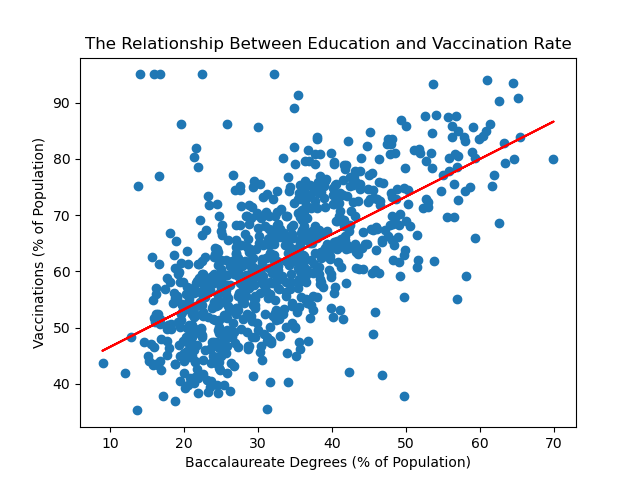 The Relationship Between Education and Vaccination Rate
90
80
70
60
50
40
Vaccinations (% of Population)
10 20 30 40 50 60 70
Baccalaureate Degrees (% of Population)